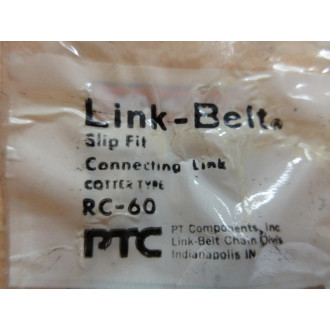 Link-Belt®
Slip Fit
Connecting Link
COTTER TYPE
RC-60
PTC
PT Components, Inc
Link-Belt Chain Divis
Indianapolis IN